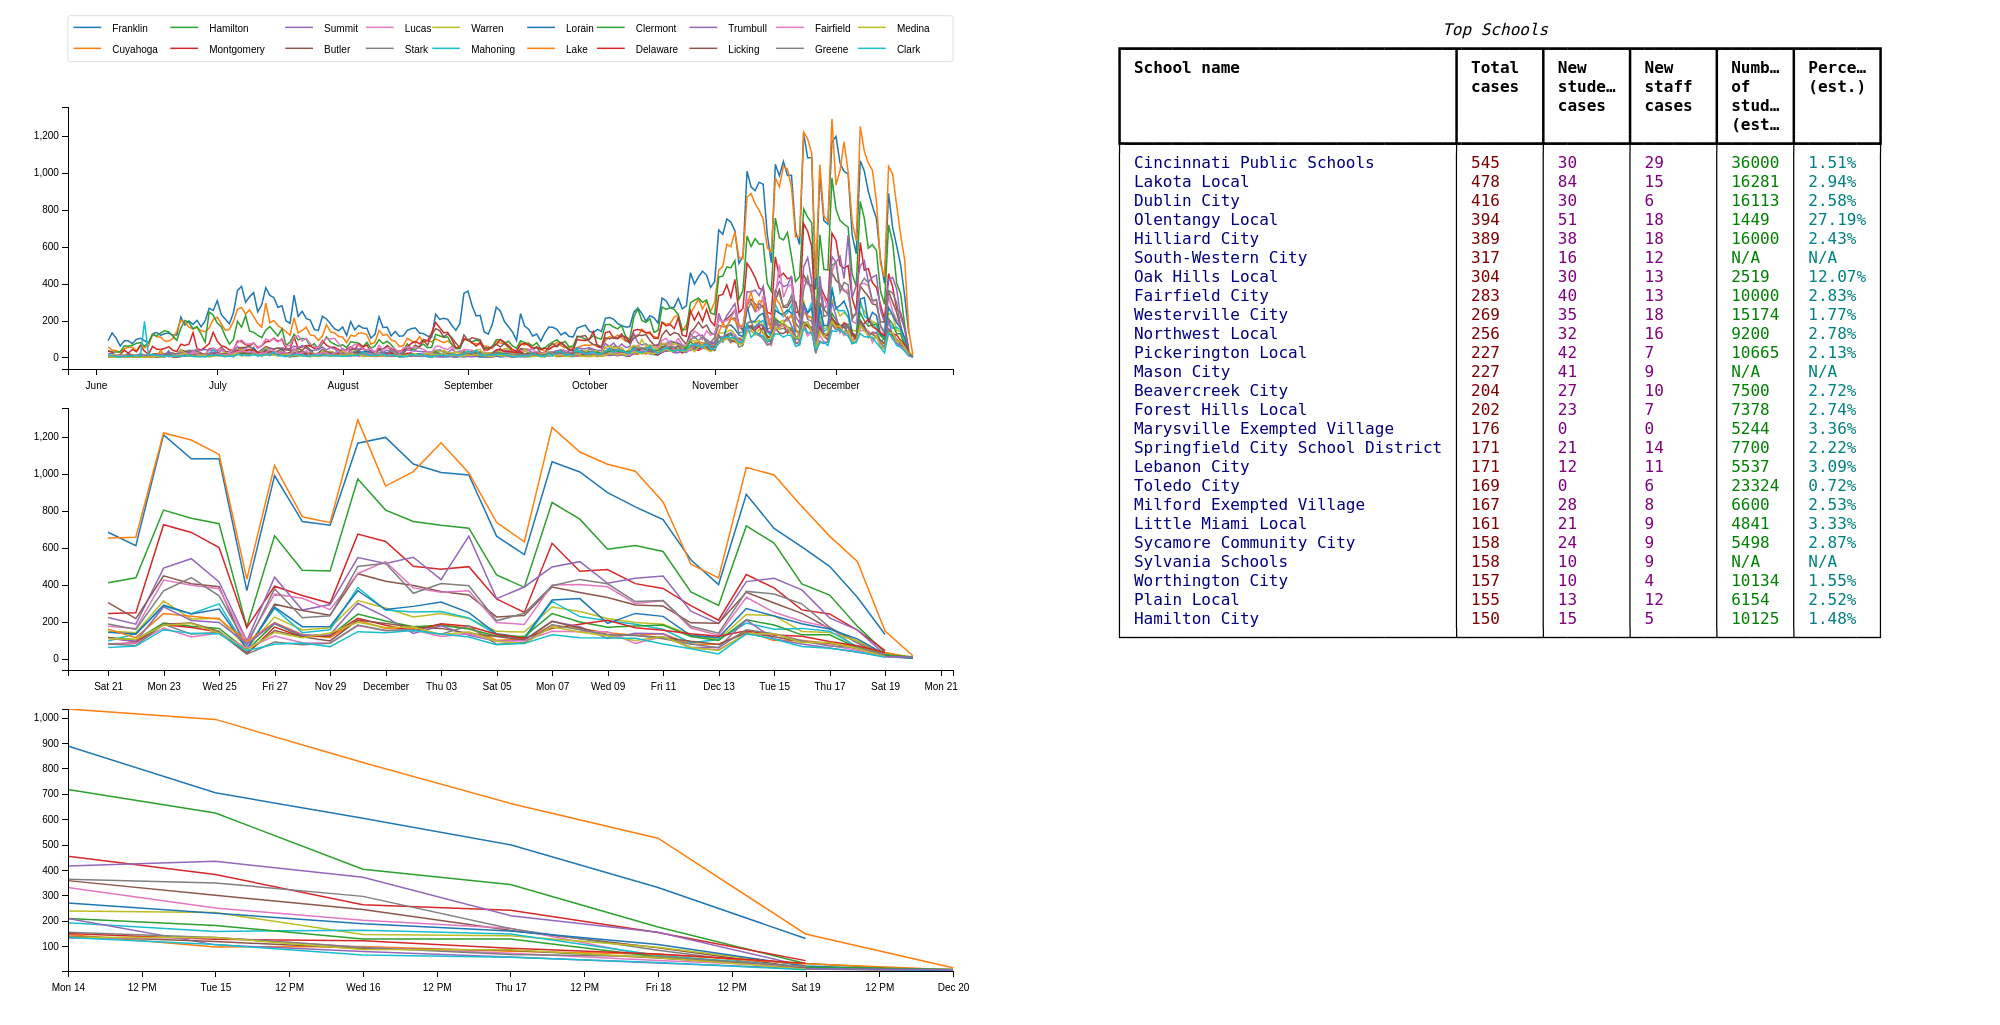 Franklin Hamilton Summit Lucas Warren Lorain Clermont Trumbull Fairfield Medina
Cuyahoga Montgomery Butler Stark Mahoning Lake Delaware Licking Greene Clark
1,200
1,000
800
600
400
200
0
June July August September October November December
1,200
1,000
800
600
400
200
0
Sat 21 Mon 23 Wed 25 Fri 27 Nov 29 December Thu 03 Sat 05 Mon 07 Wed 09 Fri 11 Dec 13 Tue 15 Thu 17 Sat 19 Mon 21
1,000
900
800
700
600
500
400
300
200
100
Mon 14 12 PM Tue 15 12 PM Wed 16 12 PM Thu 17 12 PM Fri 18 12 PM Sat 19 12 PM Dec 20
Top Schools
School name Total New New Numb… Perce…
cases stude… staff of (est.)
cases cases stud…
(est…
Cincinnati Public Schools 545 30 29 36000 1.51%
Lakota Local 478 84 15 16281 2.94%
Dublin City 416 30 6 16113 2.58%
Olentangy Local 394 51 18 1449 27.19%
Hilliard City 389 38 18 16000 2.43%
South-Western City 317 16 12 N/A N/A
Oak Hills Local 304 30 13 2519 12.07%
Fairfield City 283 40 13 10000 2.83%
Westerville City 269 35 18 15174 1.77%
Northwest Local 256 32 16 9200 2.78%
Pickerington Local 227 42 7 10665 2.13%
Mason City 227 41 9 N/A N/A
Beavercreek City 204 27 10 7500 2.72%
Forest Hills Local 202 23 7 7378 2.74%
Marysville Exempted Village 176 0 0 5244 3.36%
Springfield City School District 171 21 14 7700 2.22%
Lebanon City 171 12 11 5537 3.09%
Toledo City 169 0 6 23324 0.72%
Milford Exempted Village 167 28 8 6600 2.53%
Little Miami Local 161 21 9 4841 3.33%
Sycamore Community City 158 24 9 5498 2.87%
Sylvania Schools 158 10 9 N/A N/A
Worthington City 157 10 4 10134 1.55%
Plain Local 155 13 12 6154 2.52%
Hamilton City 150 15 5 10125 1.48%